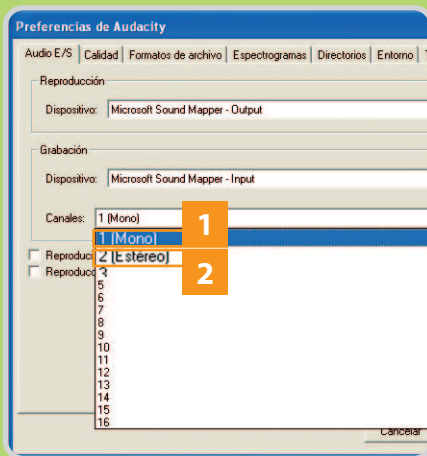 Preferencias de Audacity
Audio E/S Calidad Formatos de archivo Espectrogramas Directorios Entorno
Reproducción
Dispositivo: Microsoft Sound Mapper - Output
Grabación
Dispositivo: Microsoft Sound Mapper - Input
Canales: 1 (Mono)
1
1 (Mono)
2 (Estéreo)
2
3
5
6
7
8
9
10
11
12
13
14
15
16
Cancelar